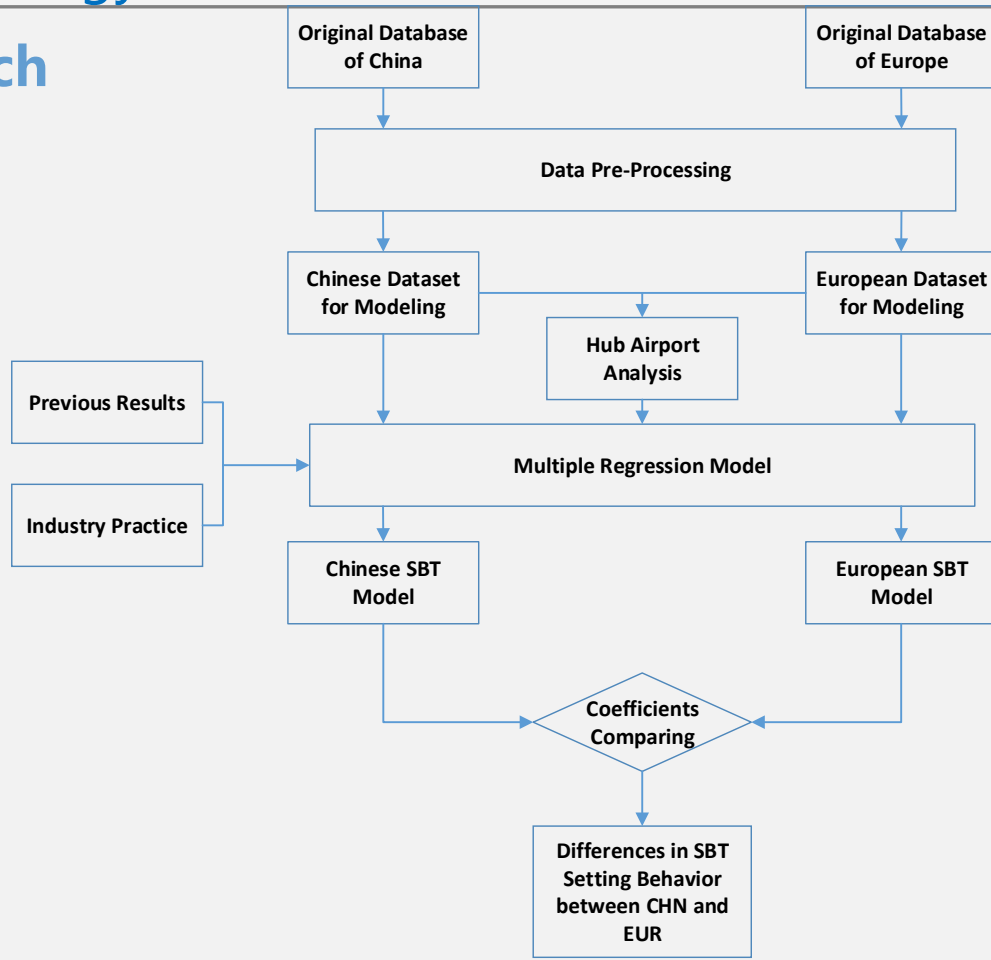 Original Database
of China
Original Database
of Europe
Data Pre-Processing
Chinese Dataset
for Modeling
European Dataset
for Modeling
Hub Airport
Analysis
Previous Results
Industry Practice
Multiple Regression Model
Chinese SBT
Model
European SBT
Model
Coefficients
Comparing
Differences in SBT
Setting Behavior
between CHN and
EUR